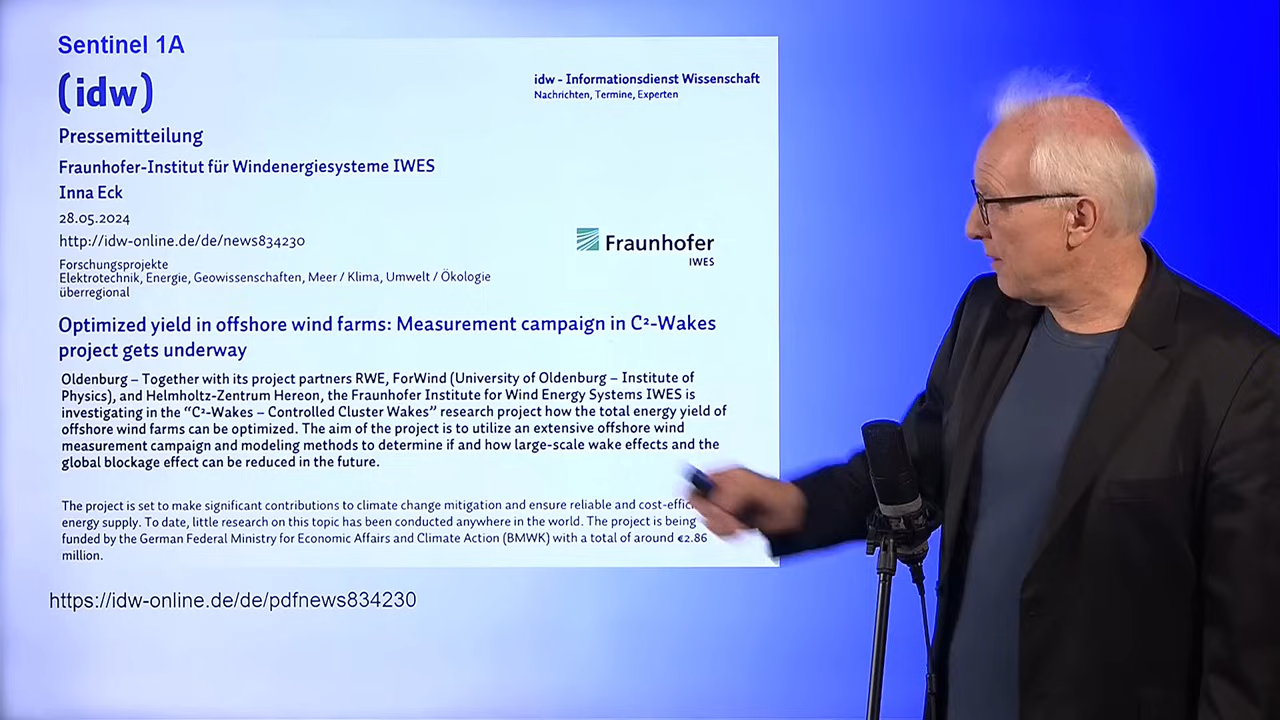 Sentinel 1A
(idw)
idw - Informationsdienst Wissenschaft
Nachrichten, Termine, Experten
Pressemitteilung
Fraunhofer-Institut für Windenergiesysteme IWES
Inna Eck
28.05.2024
http://idw-online.de/de/news834230
Fraunhofer
IWES
Forschungsprojekte
Elektrotechnik, Energie, Geowissenschaften, Meer / Klima, Umwelt / Ökologie
überregional
Optimized yield in offshore wind farms: Measurement campaign in C²-Wakes
project gets underway
Oldenburg – Together with its project partners RWE, ForWind (University of Oldenburg – Institute of
Physics), and Helmholtz-Zentrum Hereon, the Fraunhofer Institute for Wind Energy Systems IWES is
investigating in the “C²-Wakes – Controlled Cluster Wakes” research project how the total energy yield of
offshore wind farms can be optimized. The aim of the project is to utilize an extensive offshore wind
measurement campaign and modeling methods to determine if and how large-scale wake effects and the
global blockage effect can be reduced in the future.
The project is set to make significant contributions to climate change mitigation and ensure reliable and
energy supply. To date, little research on this topic has been conducted anywhere in the world. The project is being
funded by the German Federal Ministry for Economic Affairs and Climate Action (BMWK) with a total of around €2.86
million.
https://idw-online.de/de/pdfnews834230